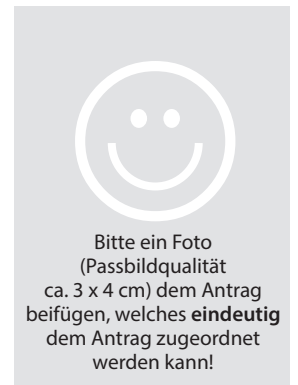 Bitte ein Foto
(Passbildqualität
ca. 3 x 4 cm) dem Antrag
beifügen, welches eindeutig
dem Antrag zugeordnet
werden kann!